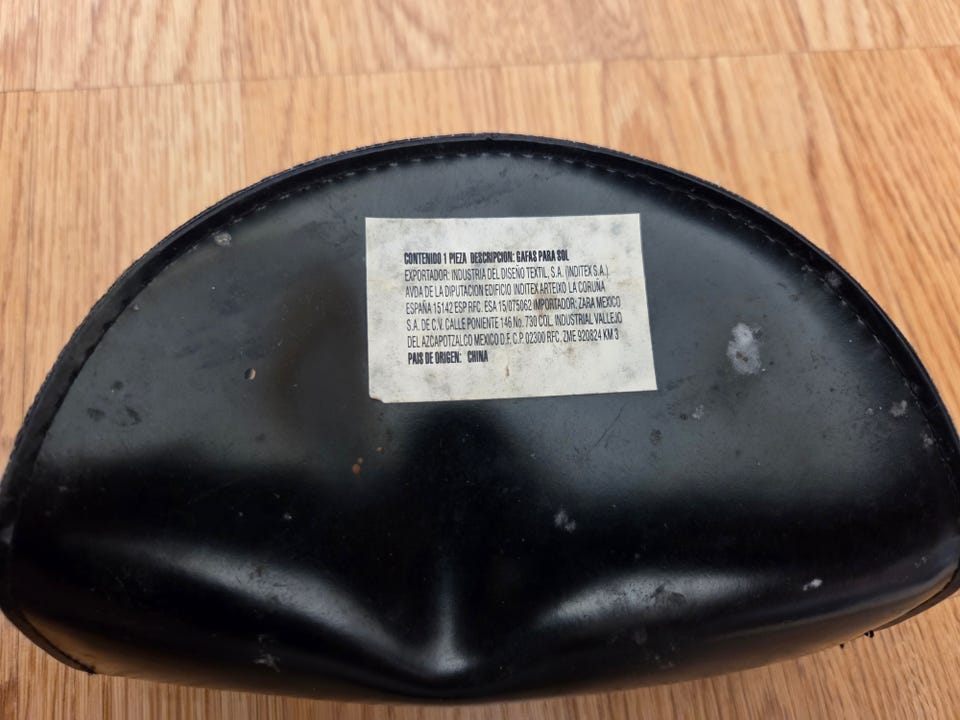 CONTENIDO 1 PIEZA DESCRIPCION: GAFAS PARA SOL
EXPORTADOR: INDUSTRIA DEL DISEÑO TEXTIL, S.A. (INDITEX S.A.)
AVDA DE LA DIPUTACION EDIFICIO INDITEX ARTEIXO LA CORUÑA
ESPAÑA 15142 ESP RFC. ESA 15/075062 IMPORTADOR: ZARA MEXICO
S.A. DE C.V. CALLE PONIENTE 146 No. 730 COL. INDUSTRIAL VALLEJO
DEL AZCAPOTZALCO MEXICO D.F. C.P. 02300 RFC. ZME 920824 KM 3
PAIS DE ORIGEN: CHINA